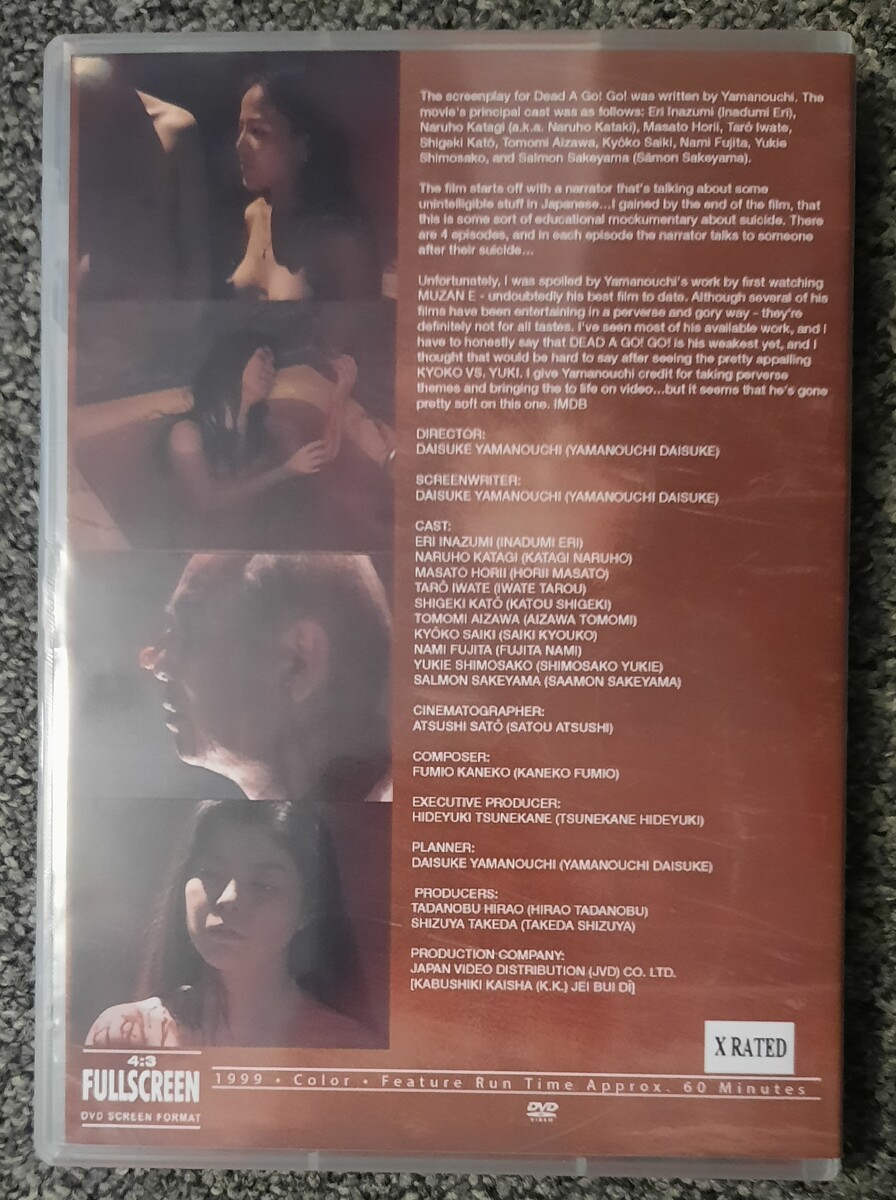 The screenplay for Dead A Go! Go! was written by Yamanouchi. The
movie's principal cast was as follows: Eri Inazumi (Inadumi Eri),
Naruho Katagi (a.k.a. Naruho Kataki), Masato Horii, Tarô Iwate,
Shigeki Katô, Tomomi Aizawa, Kyôko Saiki, Nami Fujita, Yukie
Shimosako, and Salmon Sakeyama (Sâmon Sakeyama).
The film starts off with a narrator that's talking about some
unintelligible stuff in Japanese...I gained by the end of the film, that
this is some sort of educational mockumentary about suicide. There
are 4 episodes, and in each episode the narrator talks to someone
after their suicide...
Unfortunately, I was spoiled by Yamanouchi's work by first watching
MUZAN E - undoubtedly his best film to date. Although several of his
films have been entertaining in a perverse and gory way - they're
definitely not for all tastes. I've seen most of his available work, and I
have to honestly say that DEAD A GO! GO! is his weakest yet, and I
thought that would be hard to say after seeing the pretty appalling
KYOKO VS. YUKI. I give Yamanouchi credit for taking perverse
themes and bringing the to life on video...but it seems that he's gone
pretty soft on this one. IMDB
DIRECTOR:
DAISUKE YAMANOUCHI (YAMANOUCHI DAISUKE)
SCREENWRITER:
DAISUKE YAMANOUCHI (YAMANOUCHI DAISUKE)
CAST:
ERI INAZUMI (INADUMI ERI)
NARUHO KATAGI (KATAGI NARUHO)
MASATO HORII (HORII MASATO)
TARÔ IWATE (IWATE TAROU)
SHIGEKI KATÔ (KATOU SHIGEKI)
TOMOMI AIZAWA (AIZAWA TOMOMI)
KYÔKO SAIKI (SAIKI KYOUKO)
NAMI FUJITA (FUJITA NAMI)
YUKIE SHIMOSAKO (SHIMOSAKO YUKIE)
SALMON SAKEYAMA (SAAMON SAKEYAMA)
CINEMATOGRAPHER:
ATSUSHI SATÔ (SATOU ATSUSHI)
COMPOSER:
FUMIO KANEKO (KANEKO FUMIO)
EXECUTIVE PRODUCER:
HIDEYUKI TSUNEKANE (TSUNEKANE HIDEYUKI)
PLANNER:
DAISUKE YAMANOUCHI (YAMANOUCHI DAISUKE)
PRODUCERS:
TADANOBU HIRAO (HIRAO TADANOBU)
SHIZUYA TAKEDA (TAKEDA SHIZUYA)
PRODUCTION COMPANY:
JAPAN VIDEO DISTRIBUTION (JVD) CO. LTD.
[KABUSHIKI KAISHA (K.K.) JEI BUI DÎ]
X RATED
4:3
FULLSCREEN
DVD SCREEN FORMAT
1999 • Color • Feature Run Time Approx. 60 Minutes
DVD
VIDEO